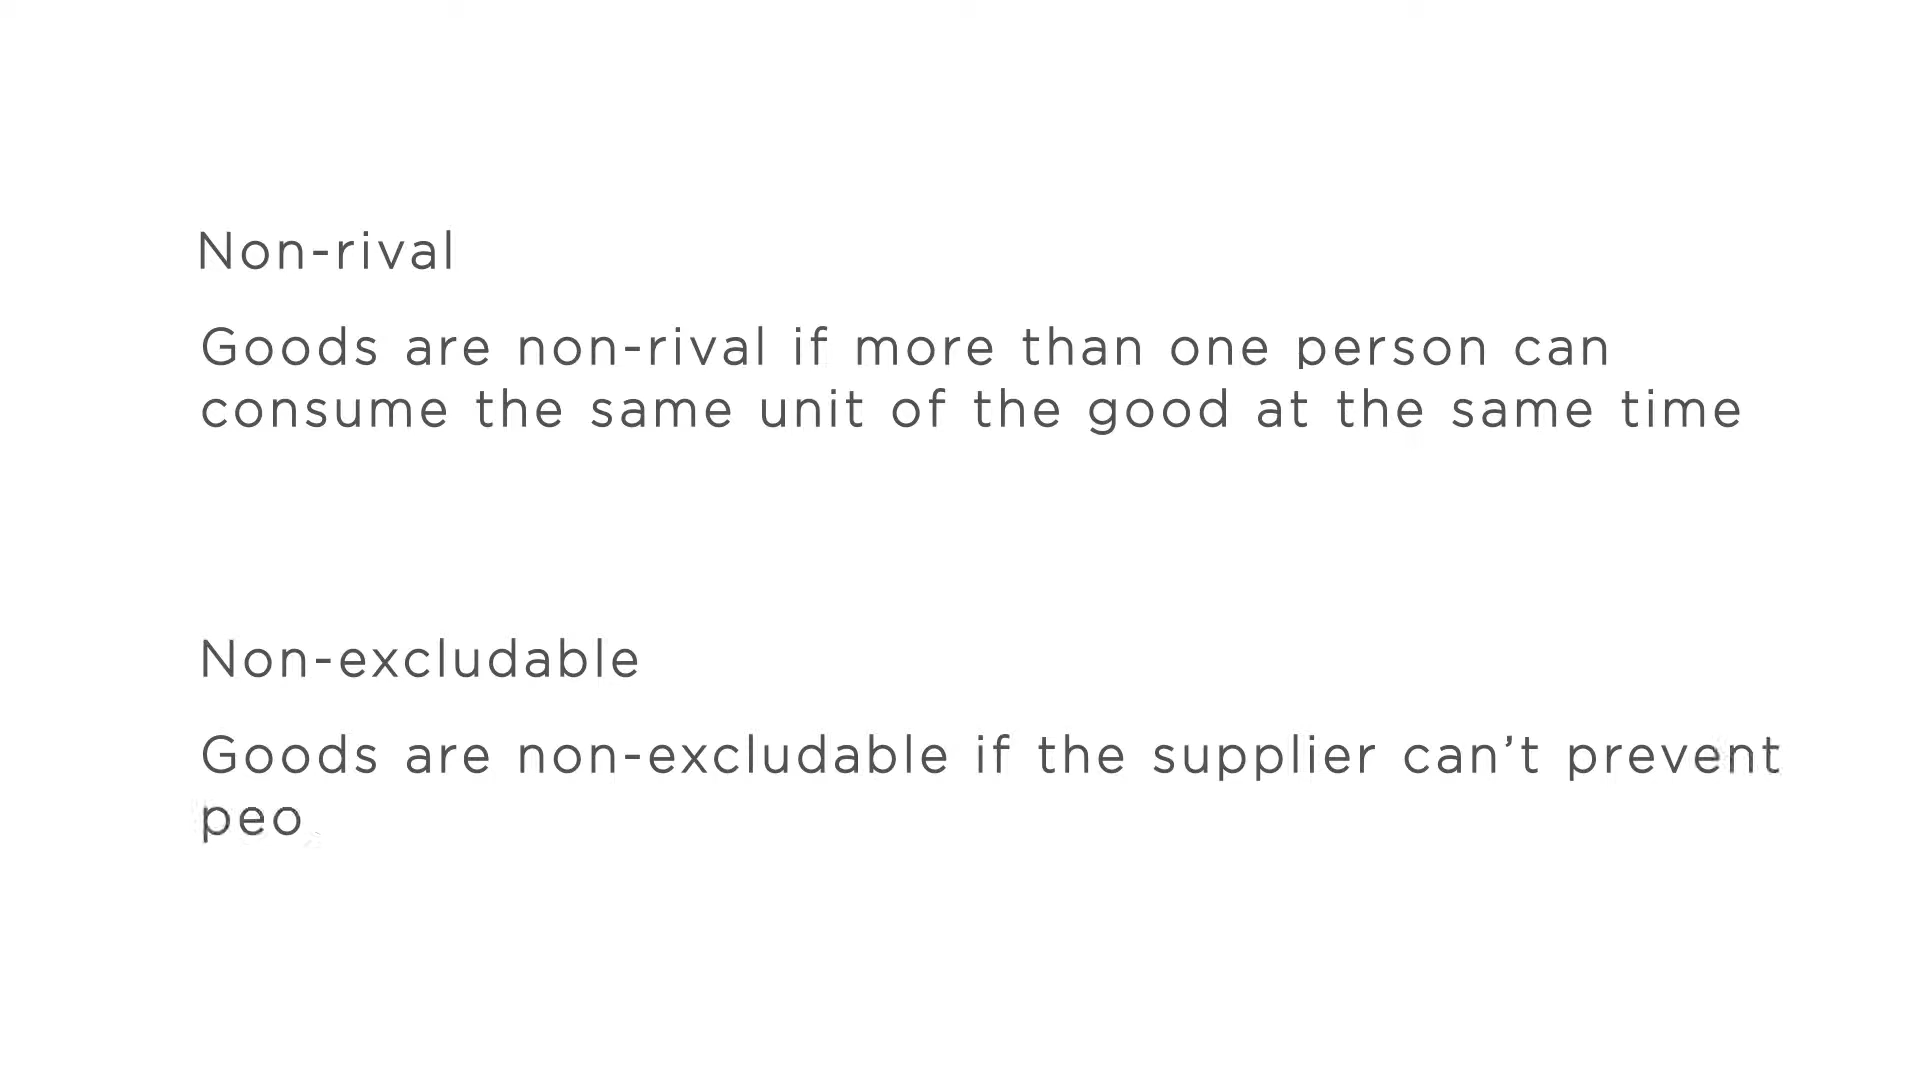 Non-rival
Goods are non-rival if more than one person can
consume the same unit of the good at the same time
Non-excludable
Goods are non-excludable if the supplier can’t prevent
peo